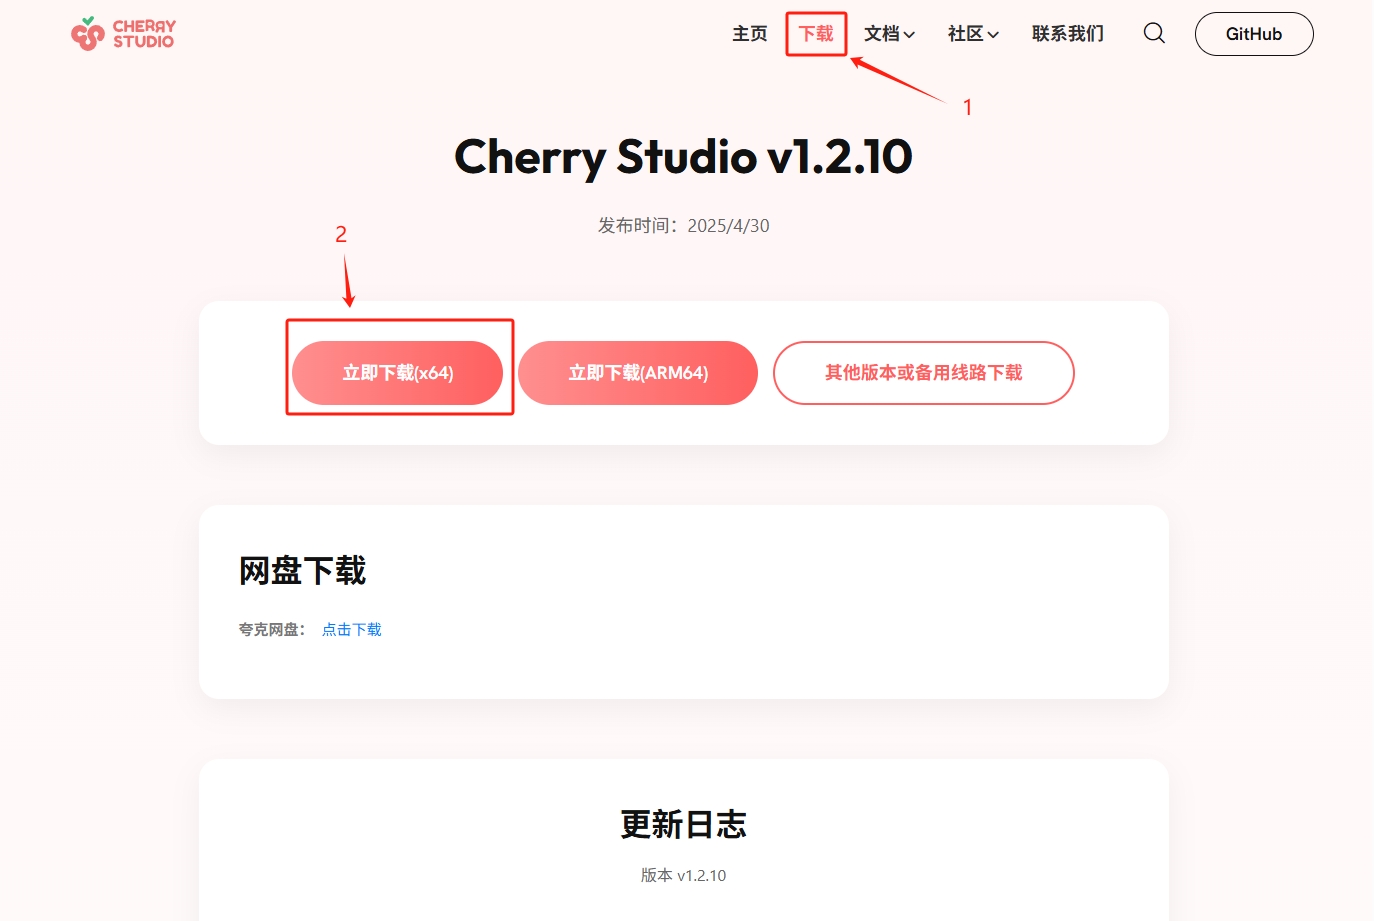 CHERRY
STUDIO
主页 下载 文档 社区 联系我们 GitHub
1
Cherry Studio v1.2.10
发布时间：2025/4/30
2
立即下载(x64) 立即下载(ARM64) 其他版本或备用线路下载
网盘下载
夸克网盘： 点击下载
更新日志
版本 v1.2.10